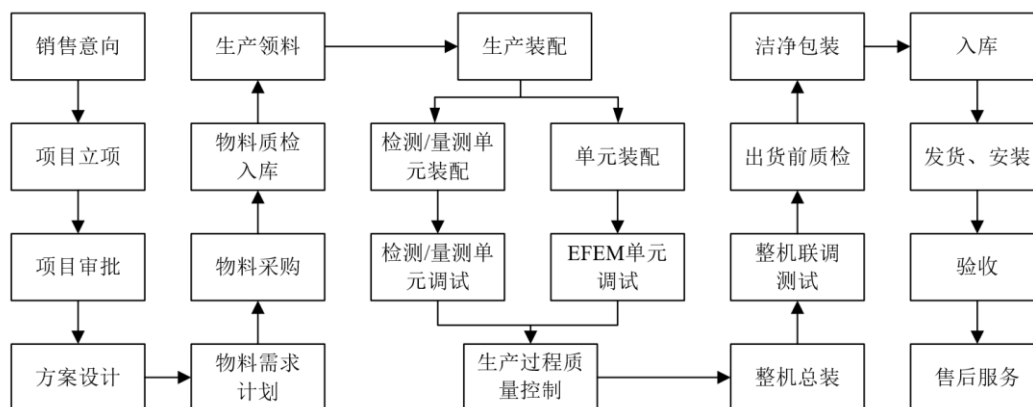 销售意向
项目立项
项目审批
方案设计
物料需求
计划
物料采购
物料质检
入库
生产领料
生产装配
检测/量测单
元装配
检测/量测单
元调试
单元装配
EFEM单元
调试
生产过程质
量控制
整机总装
整机联调
测试
出货前质检
洁净包装
入库
发货、安装
验收
售后服务